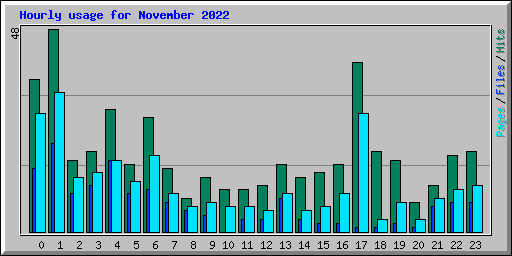 Hourly usage for November 2022
48
Pages/Files/Hits
0 1 2 3 4 5 6 7 8 9 10 11 12 13 14 15 16 17 18 19 20 21 22 23